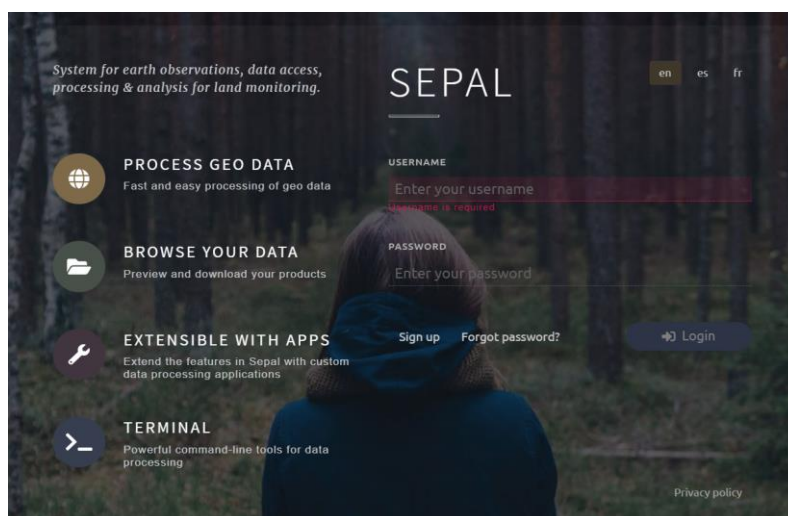 System for earth observations, data access,
processing & analysis for land monitoring.
PROCESS GEO DATA
Fast and easy processing of geo data
BROWSE YOUR DATA
Preview and download your products
EXTENSIBLE WITH APPS
Extend the features in Sepal with custom
data processing applications
TERMINAL
Powerful command-line tools for data
processing
SEPAL
en es fr
USERNAME
Enter your username
Username is required
PASSWORD
Enter your password
Sign up Forgot password? Login
Privacy policy